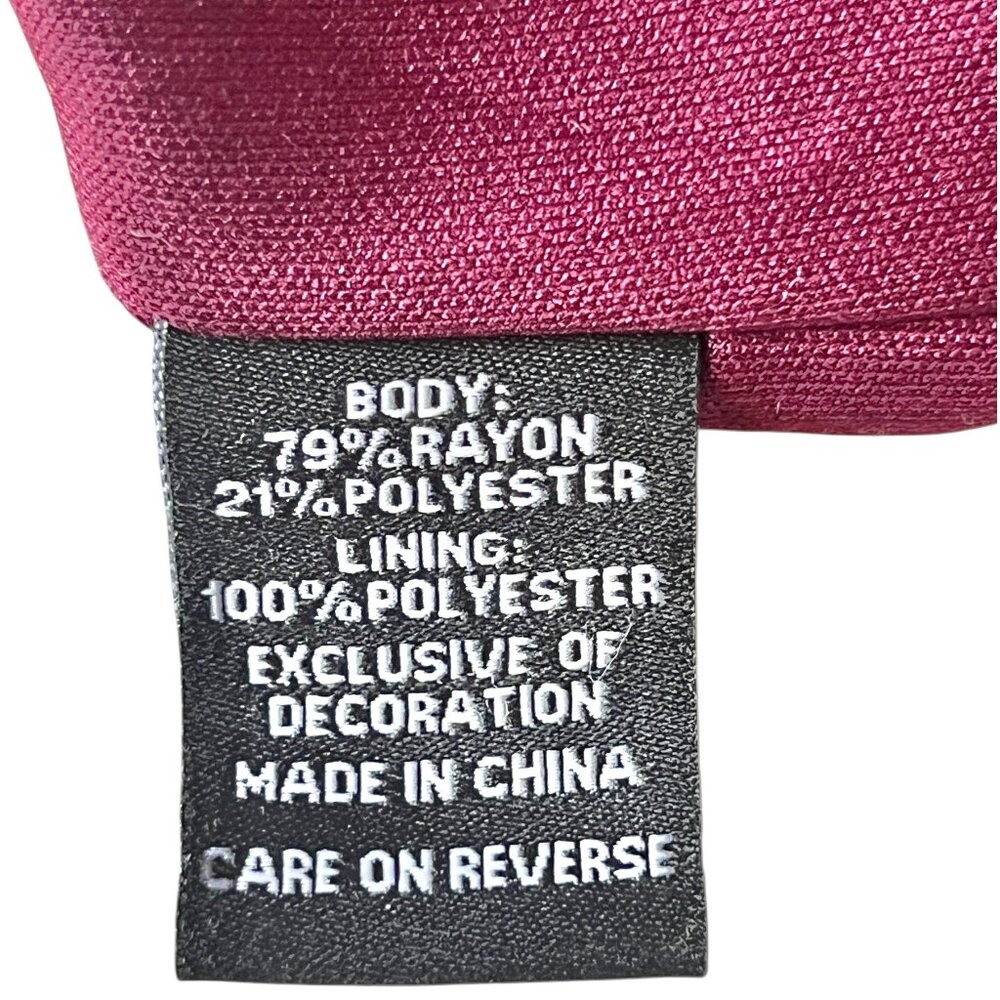 BODY:
79%RAYON
21%POLYESTER
LINING:
100%POLYESTER
EXCLUSIVE OF
DECORATION
MADE IN CHINA
CARE ON REVERSE